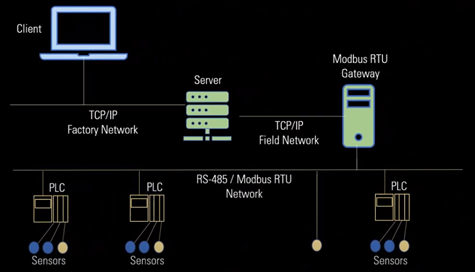 Client
Server
Modbus RTU
Gateway
TCP/IP
Factory Network
TCP/IP
Field Network
RS-485 / Modbus RTU
Network
PLC
PLC
PLC
Sensors
Sensors
Sensors